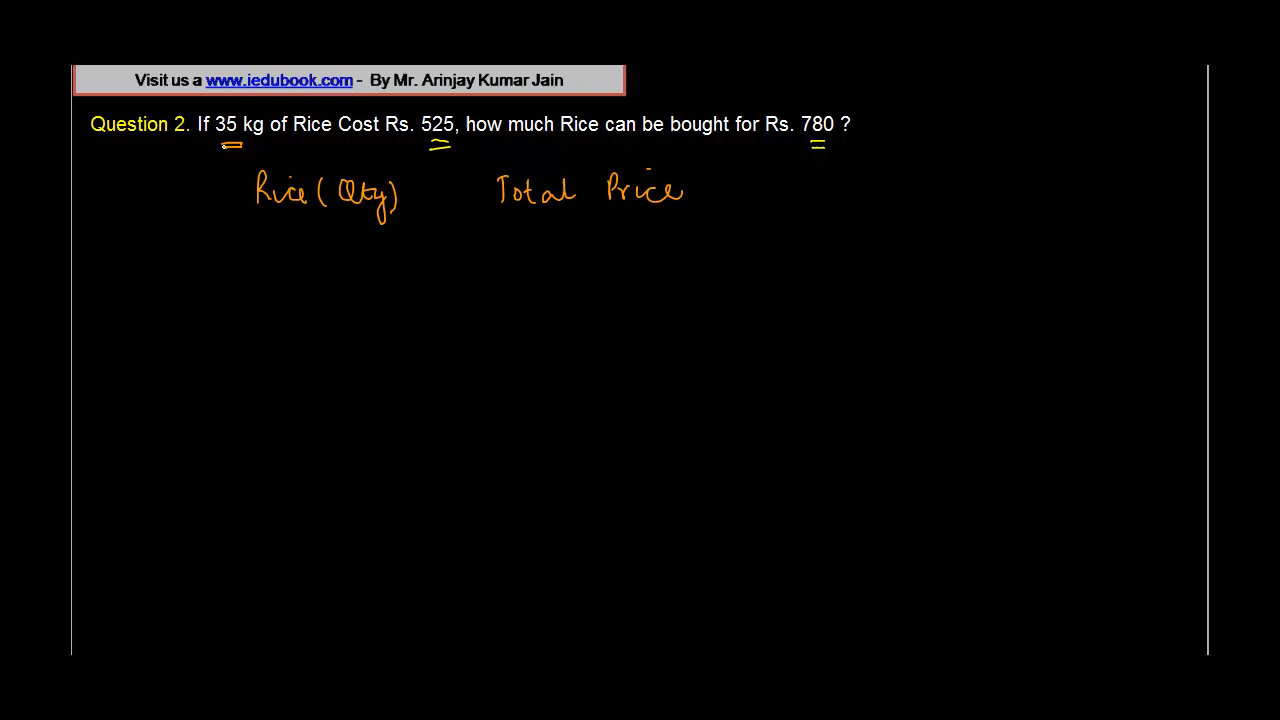 Visit us a www.iedubook.com - By Mr. Arinjay Kumar Jain
Question 2. If 35 kg of Rice Cost Rs. 525, how much Rice can be bought for Rs. 780 ?
Rice (Qty) Total Price